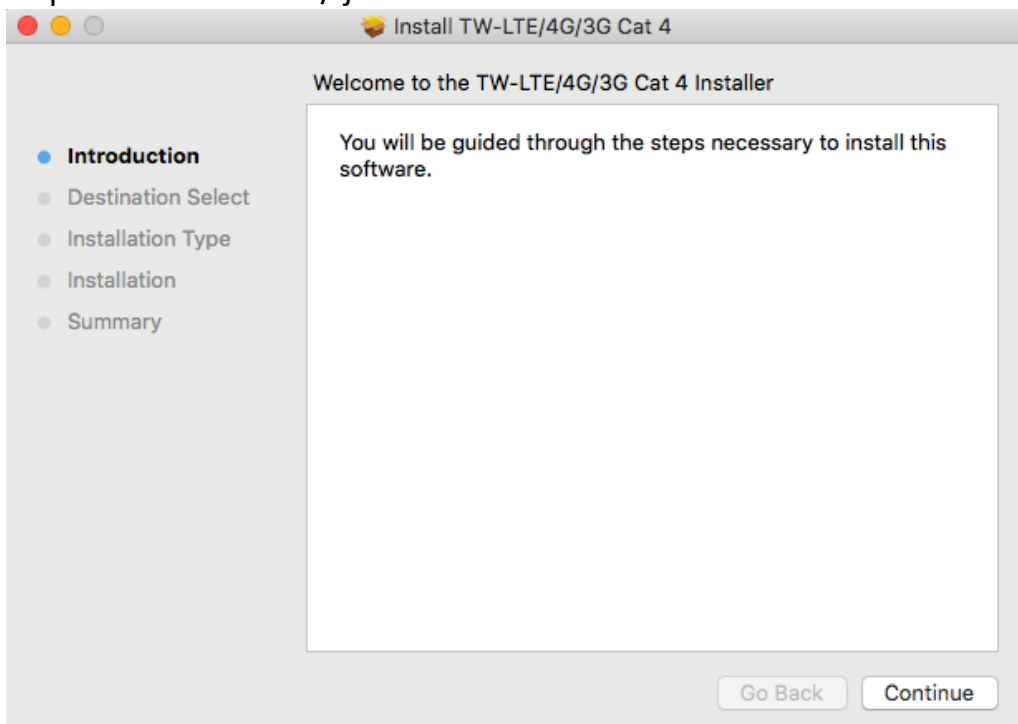 Install TW-LTE/4G/3G Cat 4
Welcome to the TW-LTE/4G/3G Cat 4 Installer
Introduction
Destination Select
Installation Type
Installation
Summary
You will be guided through the steps necessary to install this
software.
Go Back
Continue